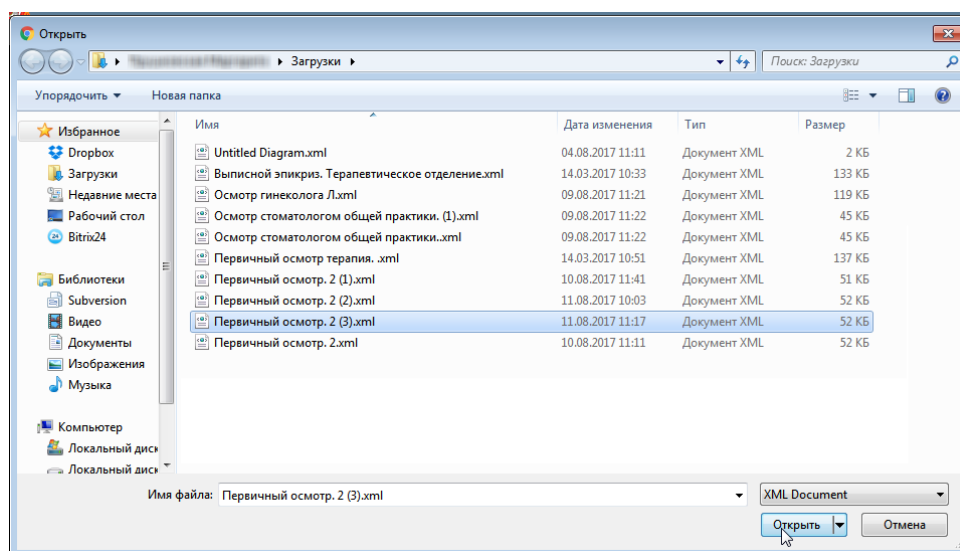 Открыть
Загрузки
Поиск: Загрузки
Упорядочить Новая папка
Имя Дата изменения Тип Размер
Избранное
Dropbox
Загрузки
Недавние места
Рабочий стол
Bitrix24
Библиотеки
Subversion
Видео
Документы
Изображения
Музыка
Компьютер
Локальный диск
Локальный диск
Untitled Diagram.xml 04.08.2017 11:11 Документ XML 2 КБ
Выписной эпикриз. Терапевтическое отделение.xml 14.03.2017 10:33 Документ XML 133 КБ
Осмотр гинеколога Л.xml 09.08.2017 11:21 Документ XML 119 КБ
Осмотр стоматологом общей практики. (1).xml 09.08.2017 11:22 Документ XML 45 КБ
Осмотр стоматологом общей практики..xml 09.08.2017 11:22 Документ XML 45 КБ
Первичный осмотр терапия. .xml 14.03.2017 10:51 Документ XML 137 КБ
Первичный осмотр. 2 (1).xml 10.08.2017 11:41 Документ XML 51 КБ
Первичный осмотр. 2 (2).xml 11.08.2017 10:03 Документ XML 52 КБ
Первичный осмотр. 2 (3).xml 11.08.2017 11:17 Документ XML 52 КБ
Первичный осмотр. 2.xml 10.08.2017 11:11 Документ XML 52 КБ
Имя файла: Первичный осмотр. 2 (3).xml XML Document
Открыть Отмена